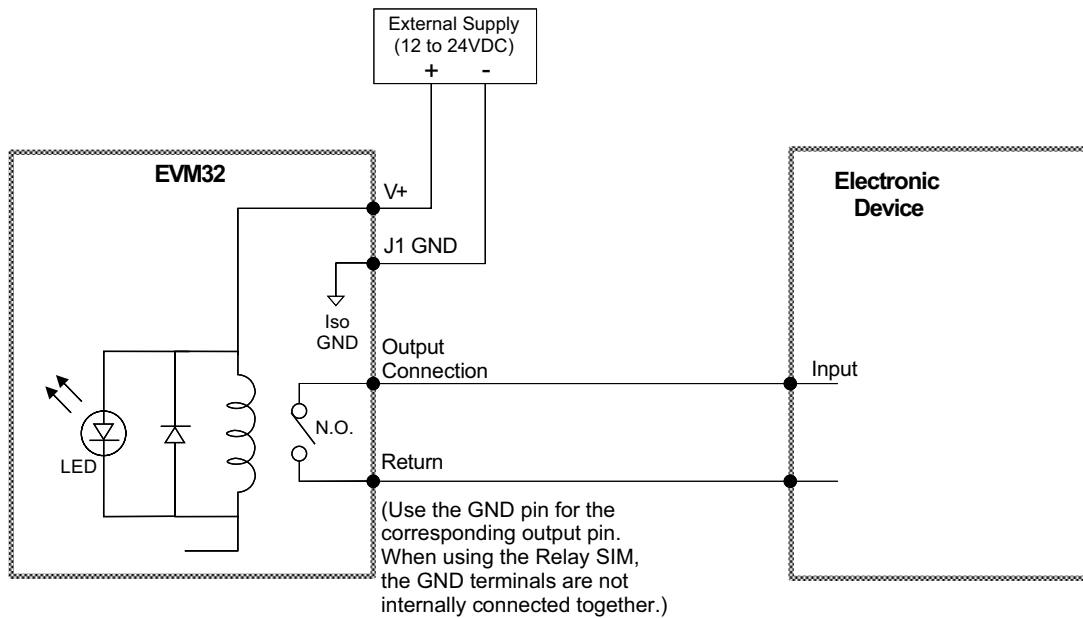 External Supply
(12 to 24VDC)
+ -
EVM32
V+
J1 GND
Iso
GND
Output
Connection
N.O.
LED
Return
(Use the GND pin for the
corresponding output pin.
When using the Relay SIM,
the GND terminals are not
internally connected together.)
Electronic
Device
Input